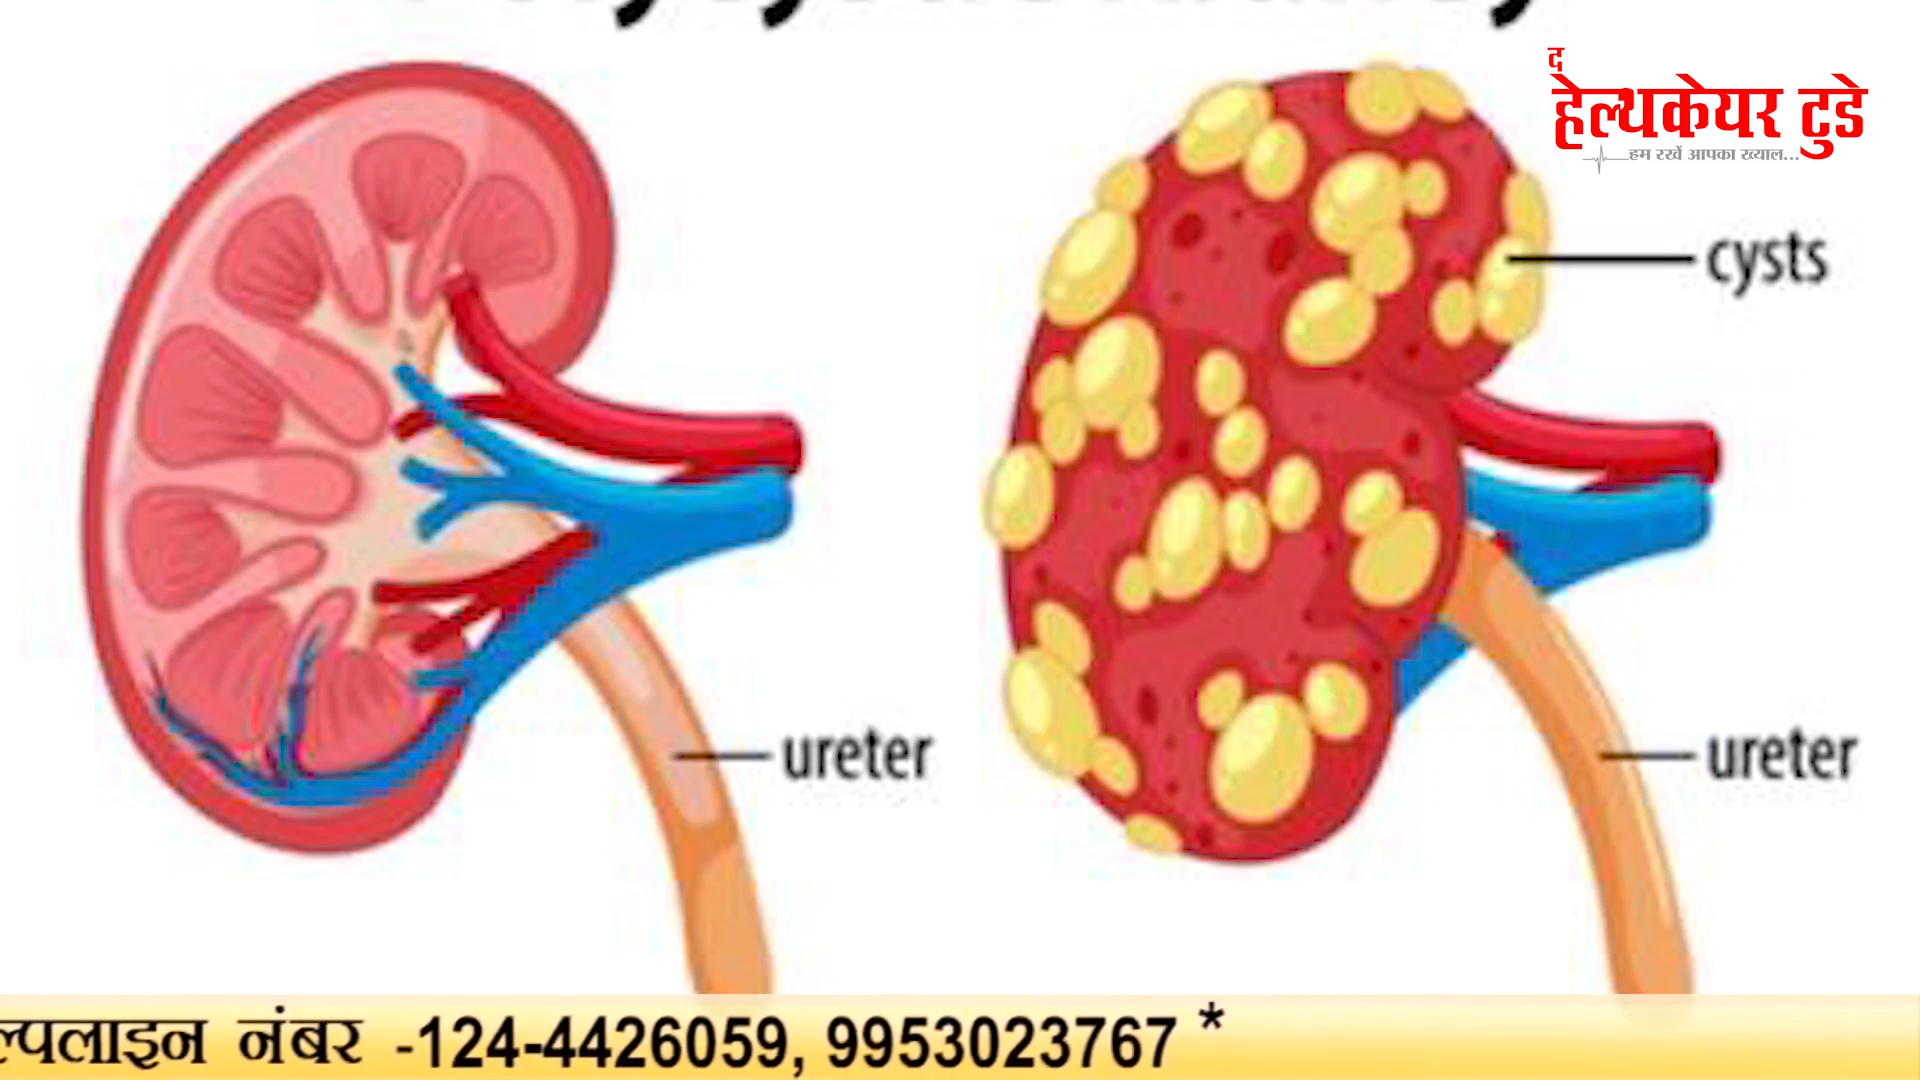 द
हेल्थकेयर टुडे
हम रखें आपका ख्याल...
cysts
ureter
ureter
ल्पलाइन नंबर -124-4426059, 9953023767 *